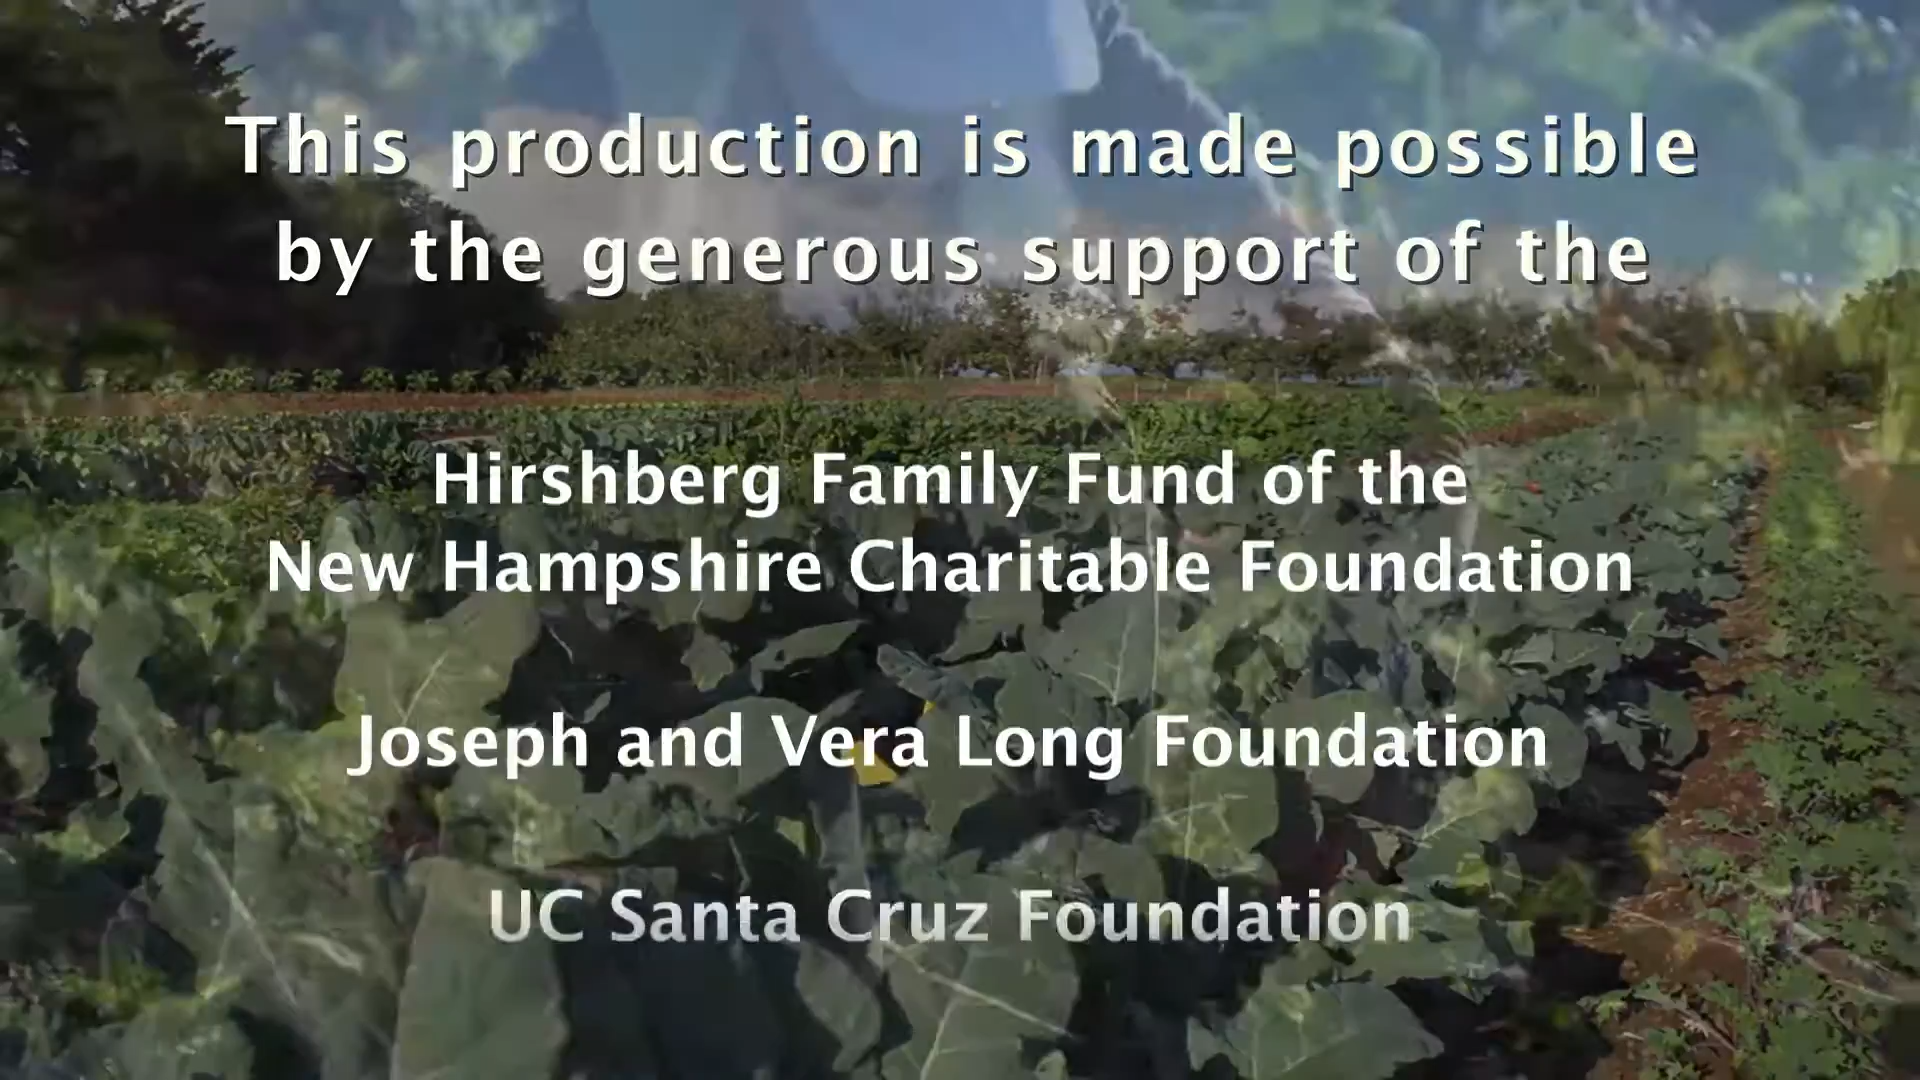 This production is made possible
by the generous support of the
Hirshberg Family Fund of the
New Hampshire Charitable Foundation
Joseph and Vera Long Foundation
UC Santa Cruz Foundation